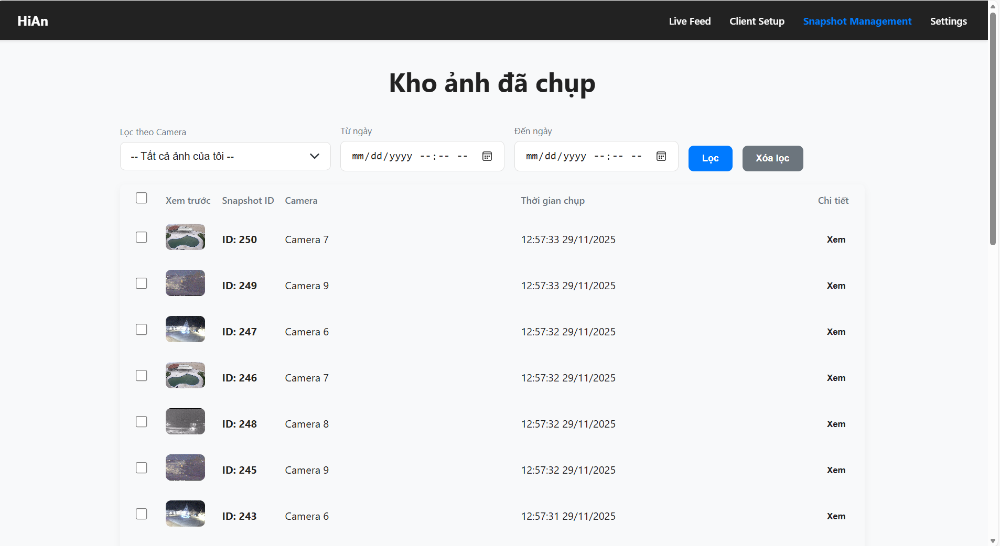 HiAn Live Feed Client Setup Snapshot Management Settings
Kho ảnh đã chụp
Lọc theo Camera Từ ngày Đến ngày
-- Tất cả ảnh của tôi -- mm/dd/yyyy --:-- -- mm/dd/yyyy --:-- -- Lọc Xóa lọc
Xem trước Snapshot ID Camera Thời gian chụp Chi tiết
ID: 250 Camera 7 12:57:33 29/11/2025 Xem
ID: 249 Camera 9 12:57:33 29/11/2025 Xem
ID: 247 Camera 6 12:57:32 29/11/2025 Xem
ID: 246 Camera 7 12:57:32 29/11/2025 Xem
ID: 248 Camera 8 12:57:32 29/11/2025 Xem
ID: 245 Camera 9 12:57:32 29/11/2025 Xem
ID: 243 Camera 6 12:57:31 29/11/2025 Xem